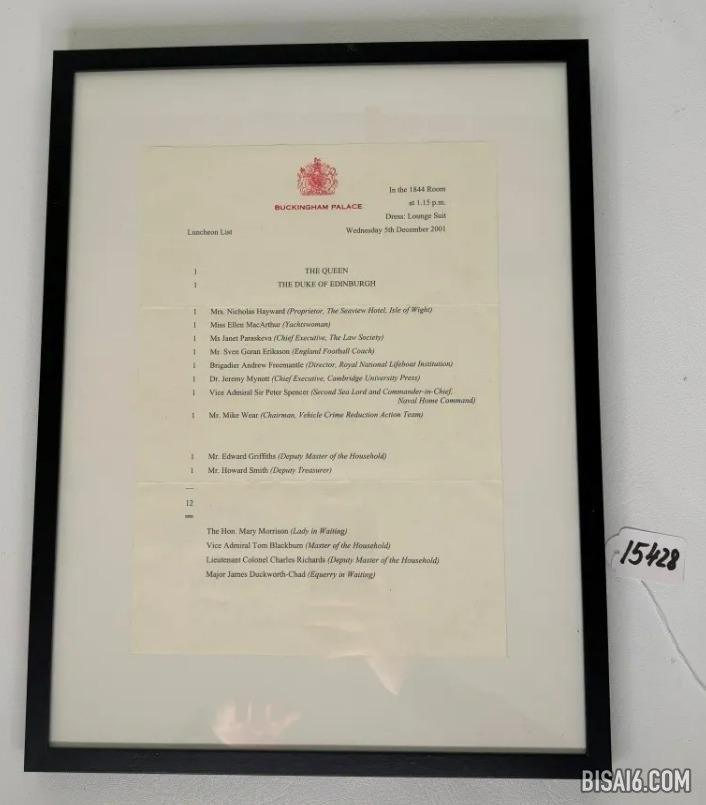 In the 1844 Room
at 1.15 p.m.
BUCKINGHAM PALACE
Dress: Lounge Suit
Luncheon List
Wednesday 5th December 2001
1 THE QUEEN
1 THE DUKE OF EDINBURGH
1 Mrs. Nicholas Hayward (Proprietor, The Seaview Hotel, Isle of Wight)
1 Miss Ellen MacArthur (Yachtswoman)
1 Ms Janet Paraskeva (Chief Executive, The Law Society)
1 Mr. Sven Goran Eriksson (England Football Coach)
1 Brigadier Andrew Freemantle (Director, Royal National Lifeboat Institution)
1 Dr. Jeremy Mynott (Chief Executive, Cambridge University Press)
1 Vice Admiral Sir Peter Spencer (Second Sea Lord and Commander-in-Chief,
Naval Home Command)
1 Mr. Mike Wear (Chairman, Vehicle Crime Reduction Action Team)
1 Mr. Edward Griffiths (Deputy Master of the Household)
1 Mr. Howard Smith (Deputy Treasurer)
12
The Hon. Mary Morrison (Lady in Waiting)
Vice Admiral Tom Blackburn (Master of the Household)
Lieutenant Colonel Charles Richards (Deputy Master of the Household)
Major James Duckworth-Chad (Equerry in Waiting)
15428
BISAI6.COM